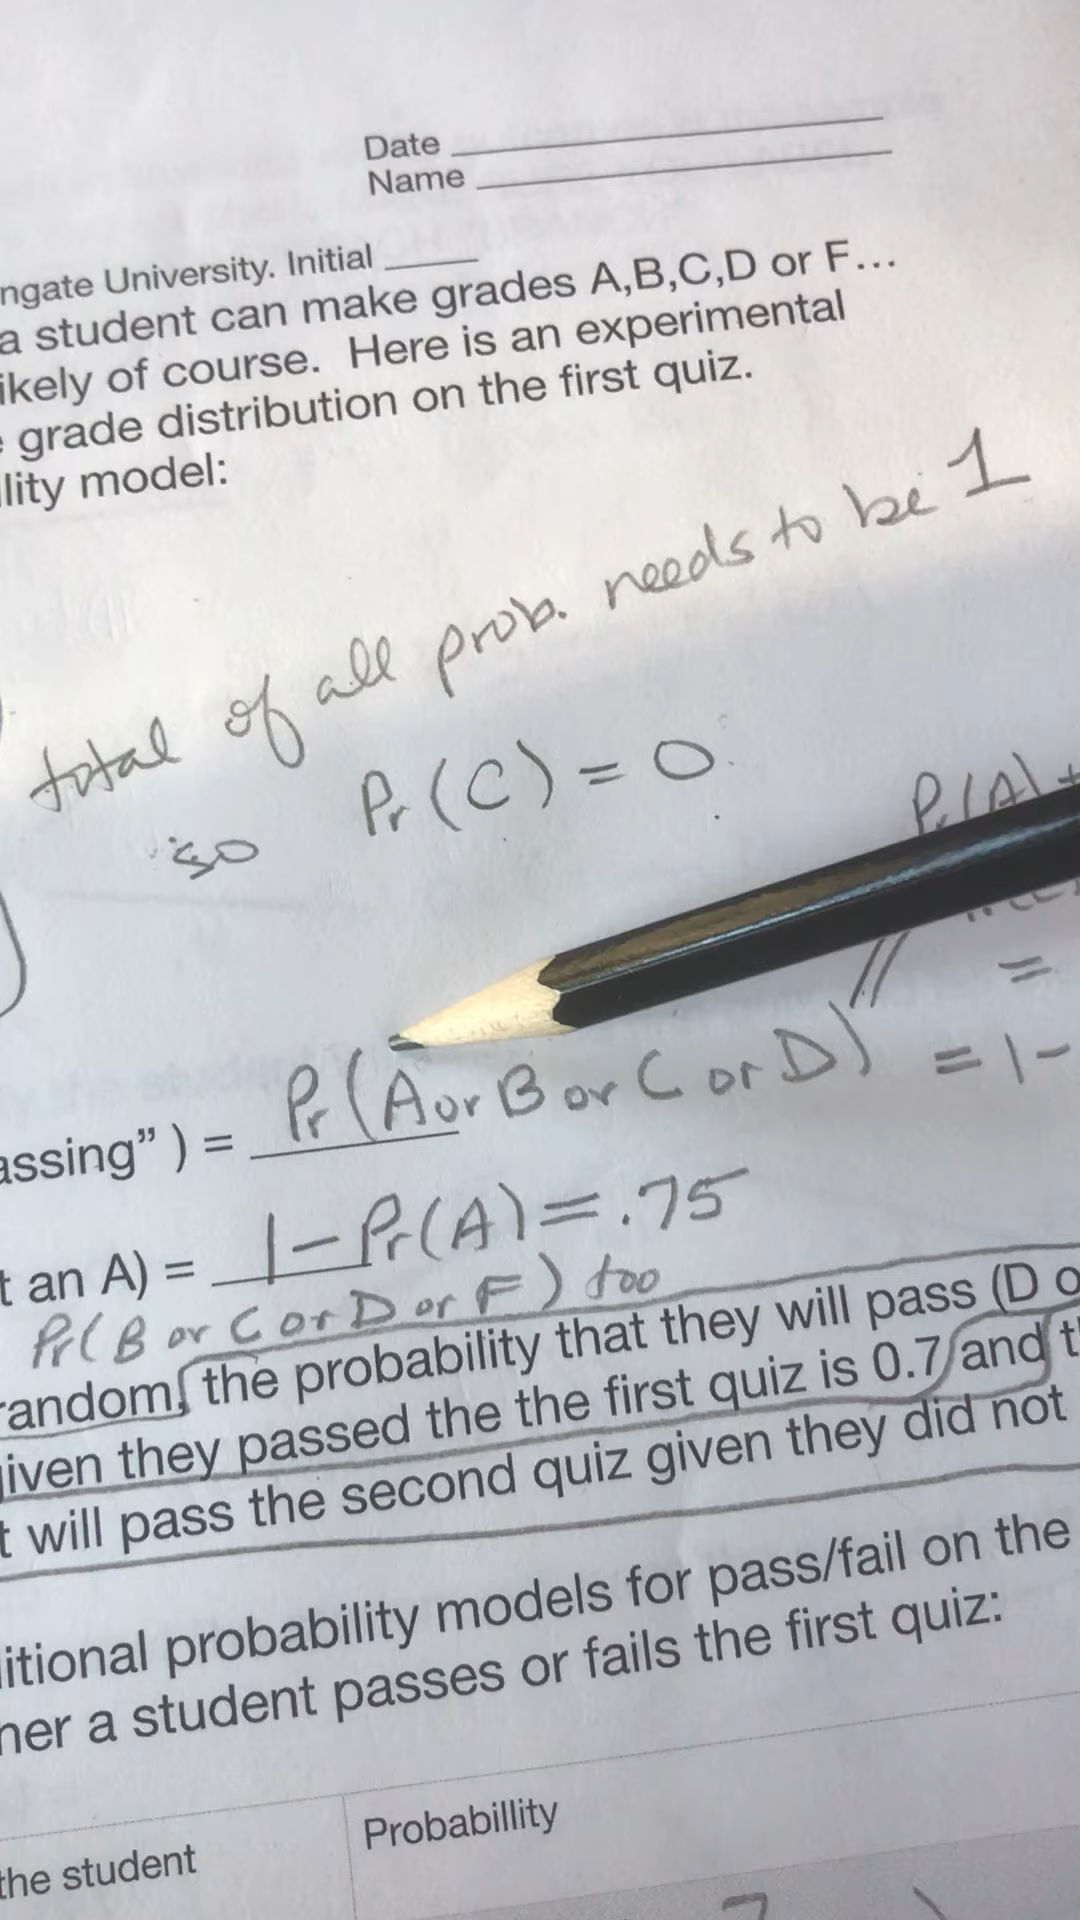 Date
Name
ngate University. Initial
a student can make grades A,B,C,D or F...
ikely of course. Here is an experimental
grade distribution on the first quiz.
lity model:
total of all prob. needs to be 1
so Pr(C) = 0
Pr(A) +
=
assing" ) = Pr(A or B or C or D) = 1 -
t an A) = 1 - Pr(A) = .75
Pr(B or C or D or F) too
random, the probability that they will pass (D o
given they passed the the first quiz is 0.7 and t
t will pass the second quiz given they did not
itional probability models for pass/fail on the
her a student passes or fails the first quiz:
the student
Probabillity